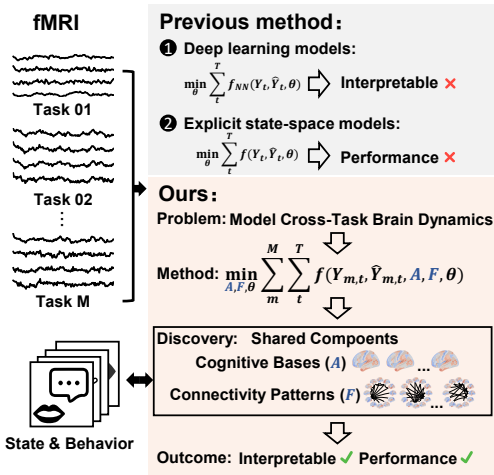 fMRI
Task 01
Task 02
⋮
Task M
State & Behavior
Previous method:
❶ Deep learning models:
min_θ ∑_t^T f_NN(Y_t, Ŷ_t, θ) ⇨ Interpretable ✕
❷ Explicit state-space models:
min_θ ∑_t^T f(Y_t, Ŷ_t, θ) ⇨ Performance ✕
Ours:
Problem: Model Cross-Task Brain Dynamics
Method: min_{A,F,θ} ∑_m^M ∑_t^T f(Y_{m,t}, Ŷ_{m,t}, A, F, θ)
Discovery: Shared Compoents
Cognitive Bases (A) ...
Connectivity Patterns (F) ...
Outcome: Interpretable ✓ Performance ✓